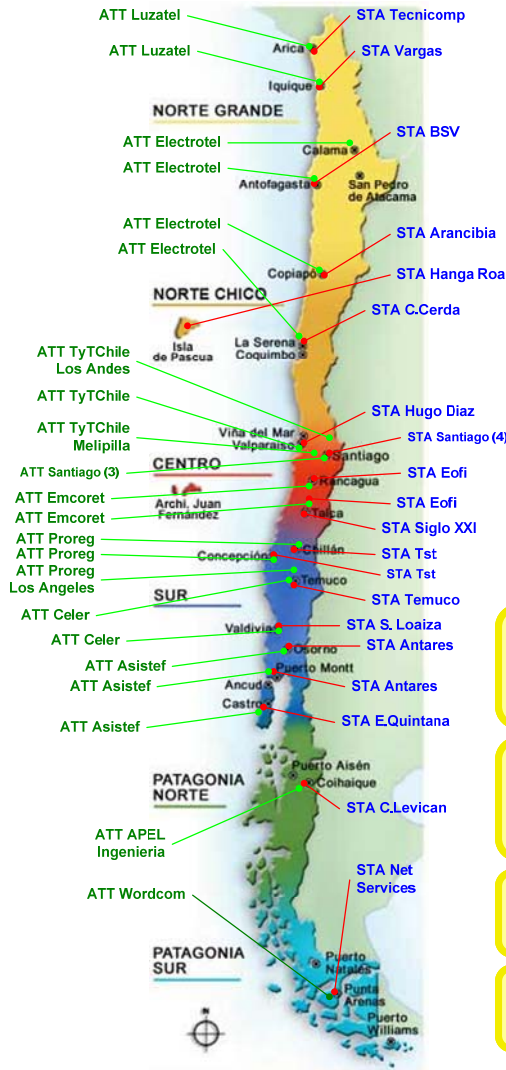 ATT Luzatel
STA Tecnicomp
Arica
ATT Luzatel
STA Vargas
Iquique
NORTE GRANDE
STA BSV
ATT Electrotel
Calama
ATT Electrotel
Antofagasta
San Pedro
de Atacama
ATT Electrotel
STA Arancibia
ATT Electrotel
Copiapó
STA Hanga Roa
NORTE CHICO
STA C.Cerda
Isla
de Pascua
La Serena
Coquimbo
ATT TyTChile
Los Andes
ATT TyTChile
STA Hugo Diaz
ATT TyTChile
Melipilla
Viña del Mar
Valparaíso
STA Santiago (4)
Santiago
CENTRO
ATT Santiago (3)
STA Eofi
Rancagua
ATT Emcoret
Archi. Juan
Fernández
STA Eofi
ATT Emcoret
Talca
STA Siglo XXI
ATT Proreg
Chillán
STA Tst
ATT Proreg
Concepción
STA Tst
ATT Proreg
Los Angeles
Temuco
SUR
STA Temuco
ATT Celer
STA S. Loaiza
Valdivia
ATT Celer
STA Antares
Osorno
ATT Asistef
Puerto Montt
ATT Asistef
Ancud
STA Antares
Castro
ATT Asistef
STA E.Quintana
Puerto Aisén
PATAGONIA
NORTE
Coihaique
STA C.Levican
ATT APEL
Ingenieria
STA Net
Services
ATT Wordcom
PATAGONIA
SUR
Puerto
Natales
Punta
Arenas
N
Puerto
Williams